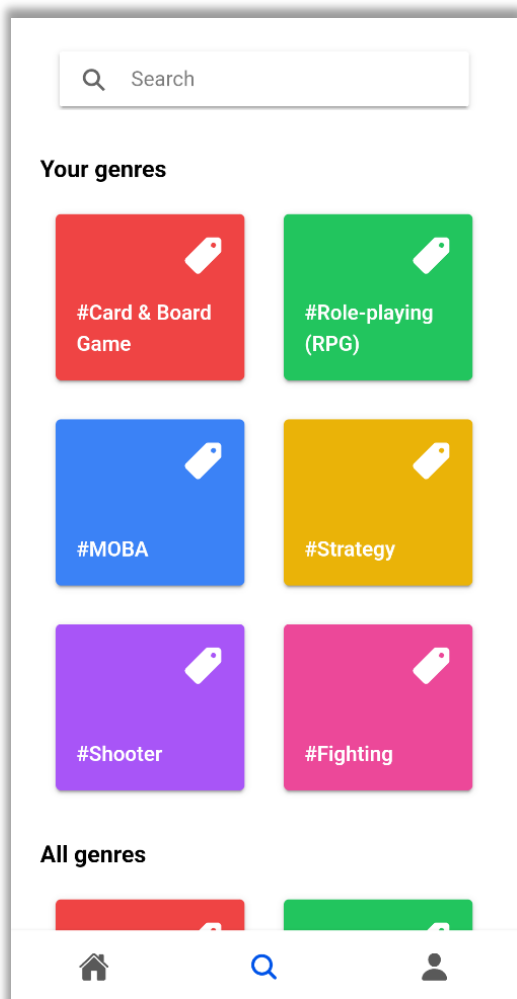 Search
Your genres
#Card & Board
Game
#Role-playing
(RPG)
#MOBA
#Strategy
#Shooter
#Fighting
All genres